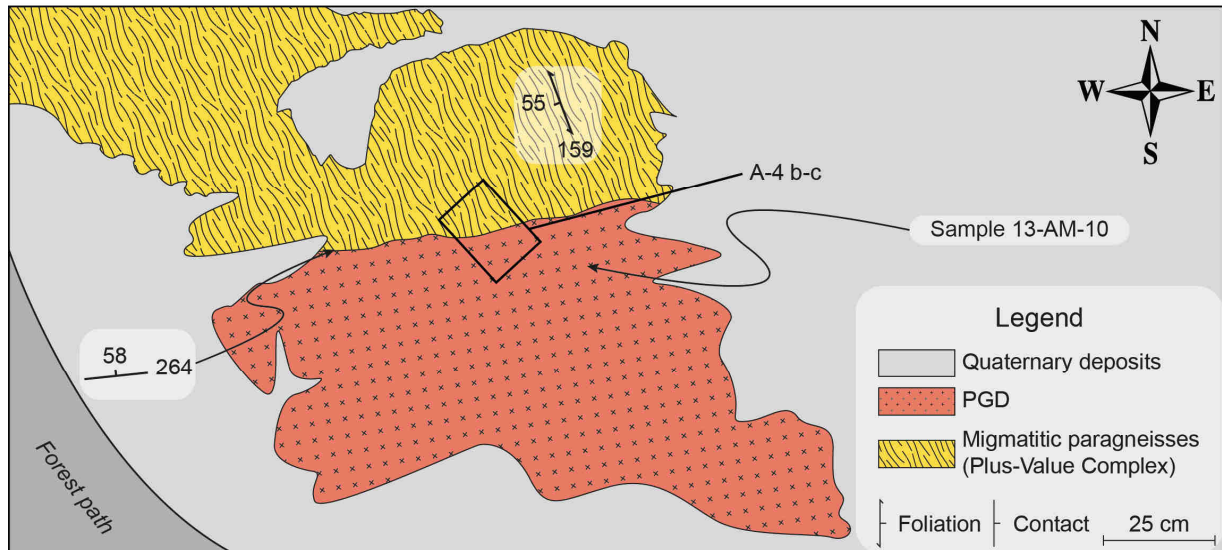 N
W E
S
55
159
A-4 b-c
Sample 13-AM-10
58
264
Forest path
Legend
Quaternary deposits
PGD
Migmatitic paragneisses
(Plus-Value Complex)
Foliation Contact 25 cm